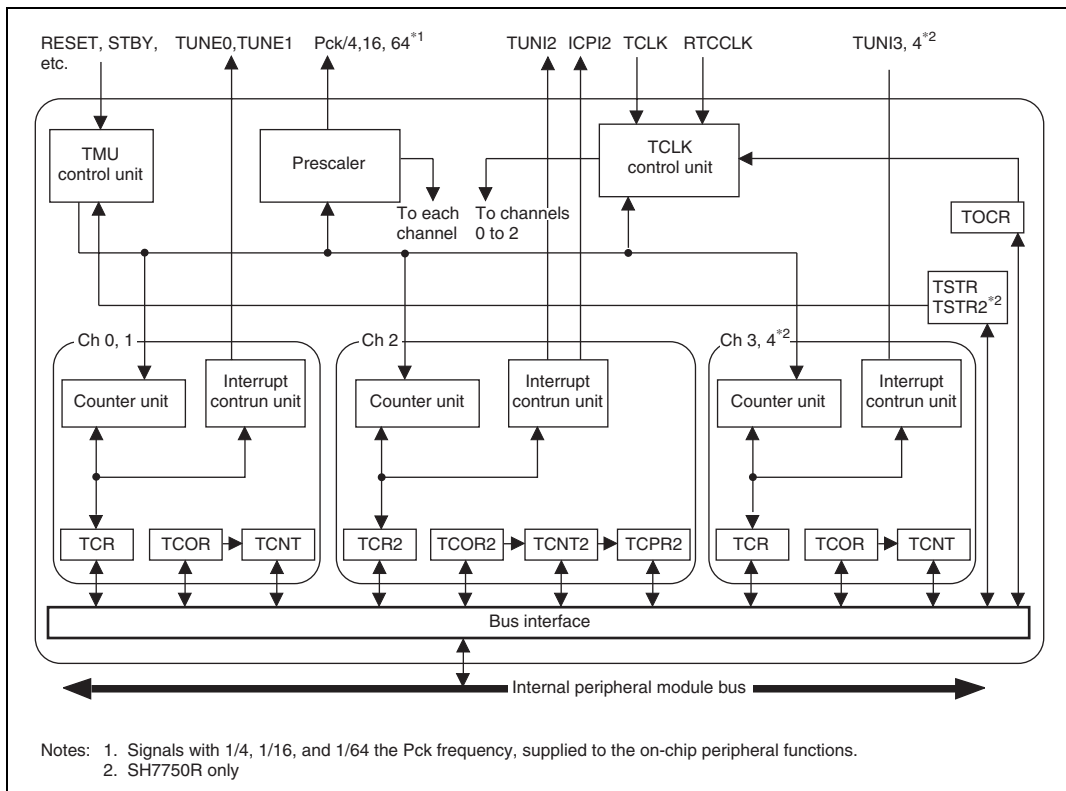 RESET, STBY,
etc.
TUNE0,TUNE1
Pck/4,16, 64*1
TUNI2
ICPI2
TCLK
RTCCLK
TUNI3, 4*2
TMU
control unit
Prescaler
TCLK
control unit
To each
channel
To channels
0 to 2
TOCR
TSTR
TSTR2*2
Ch 0, 1
Counter unit
Interrupt
contrun unit
TCR
TCOR
TCNT
Ch 2
Counter unit
Interrupt
contrun unit
TCR2
TCOR2
TCNT2
TCPR2
Ch 3, 4*2
Counter unit
Interrupt
contrun unit
TCR
TCOR
TCNT
Bus interface
Internal peripheral module bus
Notes: 1. Signals with 1/4, 1/16, and 1/64 the Pck frequency, supplied to the on-chip peripheral functions.
2. SH7750R only